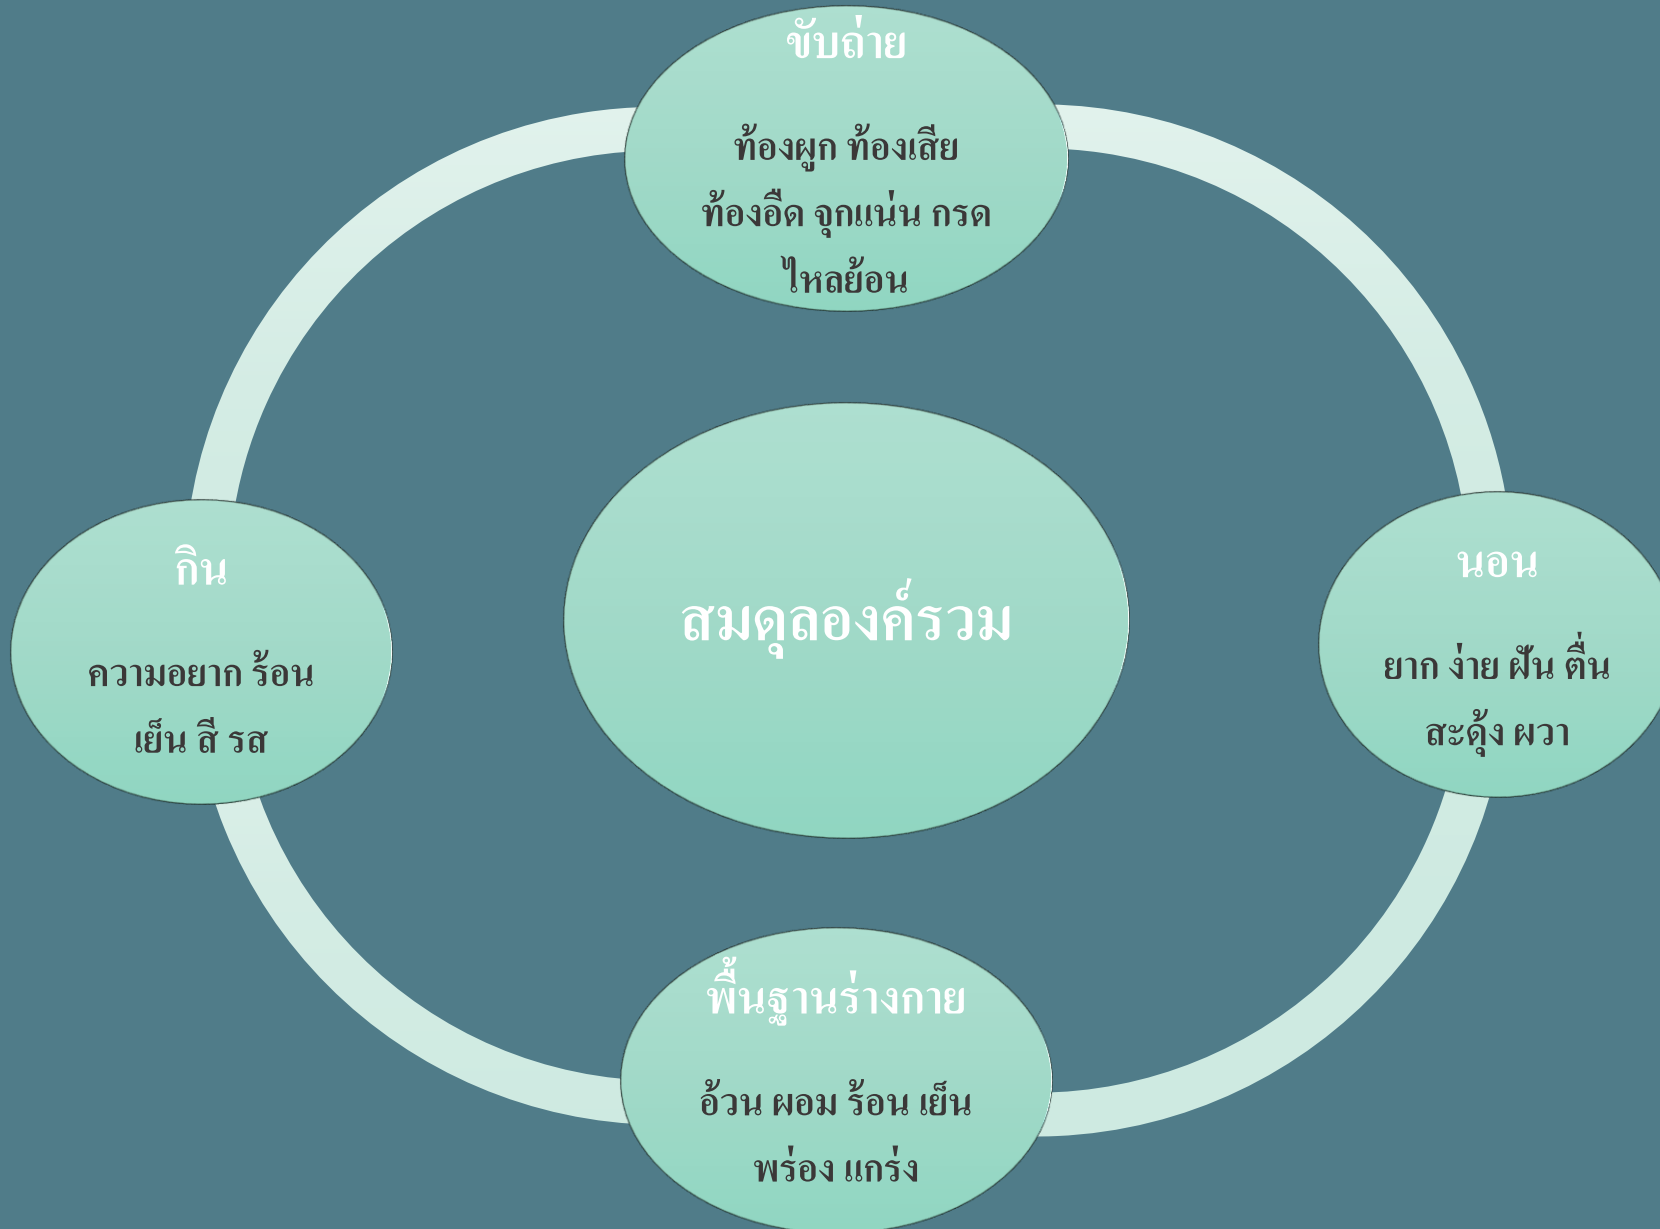 ขับถ่าย
ท้องผูก ท้องเสีย
ท้องอืด จุกแน่น กรด
ไหลย้อน
กิน
ความอยาก ร้อน
เย็น สี รส
สมดุลองค์รวม
นอน
ยาก ง่าย ฝัน ตื่น
สะดุ้ง ผวา
พื้นฐานร่างกาย
อ้วน ผอม ร้อน เย็น
พร่อง แกร่ง